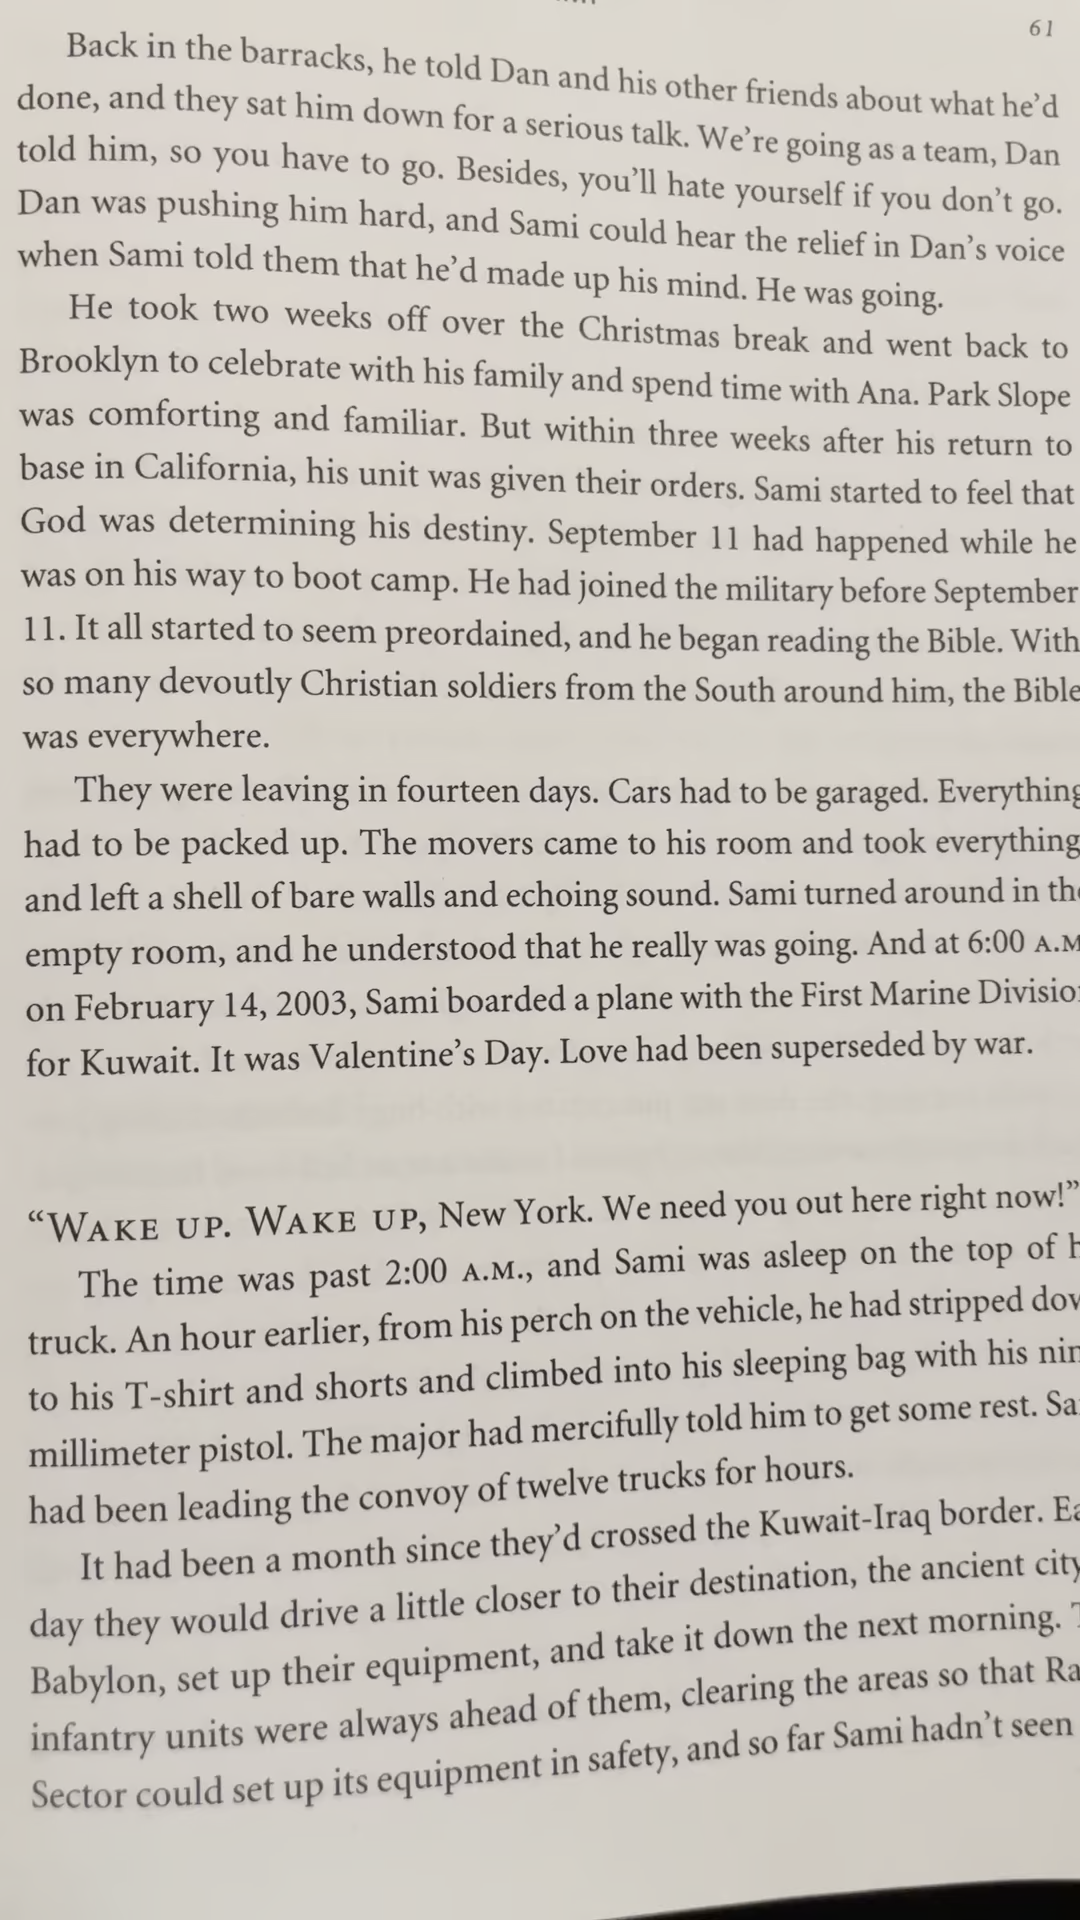 61
Back in the barracks, he told Dan and his other friends about what he’d
done, and they sat him down for a serious talk. We’re going as a team, Dan
told him, so you have to go. Besides, you’ll hate yourself if you don’t go.
Dan was pushing him hard, and Sami could hear the relief in Dan’s voice
when Sami told them that he’d made up his mind. He was going.
He took two weeks off over the Christmas break and went back to
Brooklyn to celebrate with his family and spend time with Ana. Park Slope
was comforting and familiar. But within three weeks after his return to
base in California, his unit was given their orders. Sami started to feel that
God was determining his destiny. September 11 had happened while he
was on his way to boot camp. He had joined the military before September
11. It all started to seem preordained, and he began reading the Bible. With
so many devoutly Christian soldiers from the South around him, the Bible
was everywhere.
They were leaving in fourteen days. Cars had to be garaged. Everything
had to be packed up. The movers came to his room and took everything
and left a shell of bare walls and echoing sound. Sami turned around in
empty room, and he understood that he really was going. And at 6:00 A.M
on February 14, 2003, Sami boarded a plane with the First Marine
for Kuwait. It was Valentine’s Day. Love had been superseded by war.
“WAKE UP. WAKE UP, New York. We need you out here right now!”
The time was past 2:00 A.M., and Sami was asleep on the top of
truck. An hour earlier, from his perch on the vehicle, he had stripped
to his T-shirt and shorts and climbed into his sleeping bag with his
millimeter pistol. The major had mercifully told him to get some rest.
had been leading the convoy of twelve trucks for hours.
It had been a month since they’d crossed the Kuwait-Iraq border.
day they would drive a little closer to their destination, the ancient city
Babylon, set up their equipment, and take it down the next morning.
infantry units were always ahead of them, clearing the areas so that
Sector could set up its equipment in safety, and so far Sami hadn’t seen